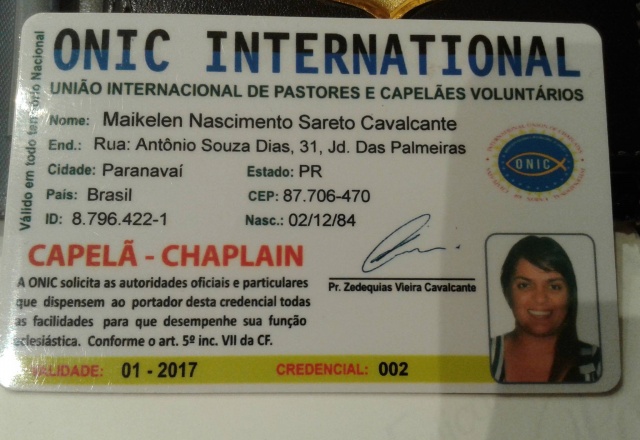 ONIC INTERNATIONAL
UNIÃO INTERNACIONAL DE PASTORES E CAPELÃES VOLUNTÁRIOS
Válido em todo território Nacional
Nome: Maikelen Nascimento Sareto Cavalcante
End.: Rua: Antônio Souza Dias, 31, Jd. Das Palmeiras
Cidade: Paranavaí Estado: PR
País: Brasil CEP: 87.706-470
ID: 8.796.422-1 Nasc.: 02/12/84
ONIC
CAPELÃ - CHAPLAIN
Pr. Zedequias Vieira Cavalcante
A ONIC solicita as autoridades oficiais e particulares
que dispensem ao portador desta credencial todas
as facilidades para que desempenhe sua função
eclesiástica. Conforme o art. 5º inc. VII da CF.
VALIDADE: 01 - 2017 CREDENCIAL: 002